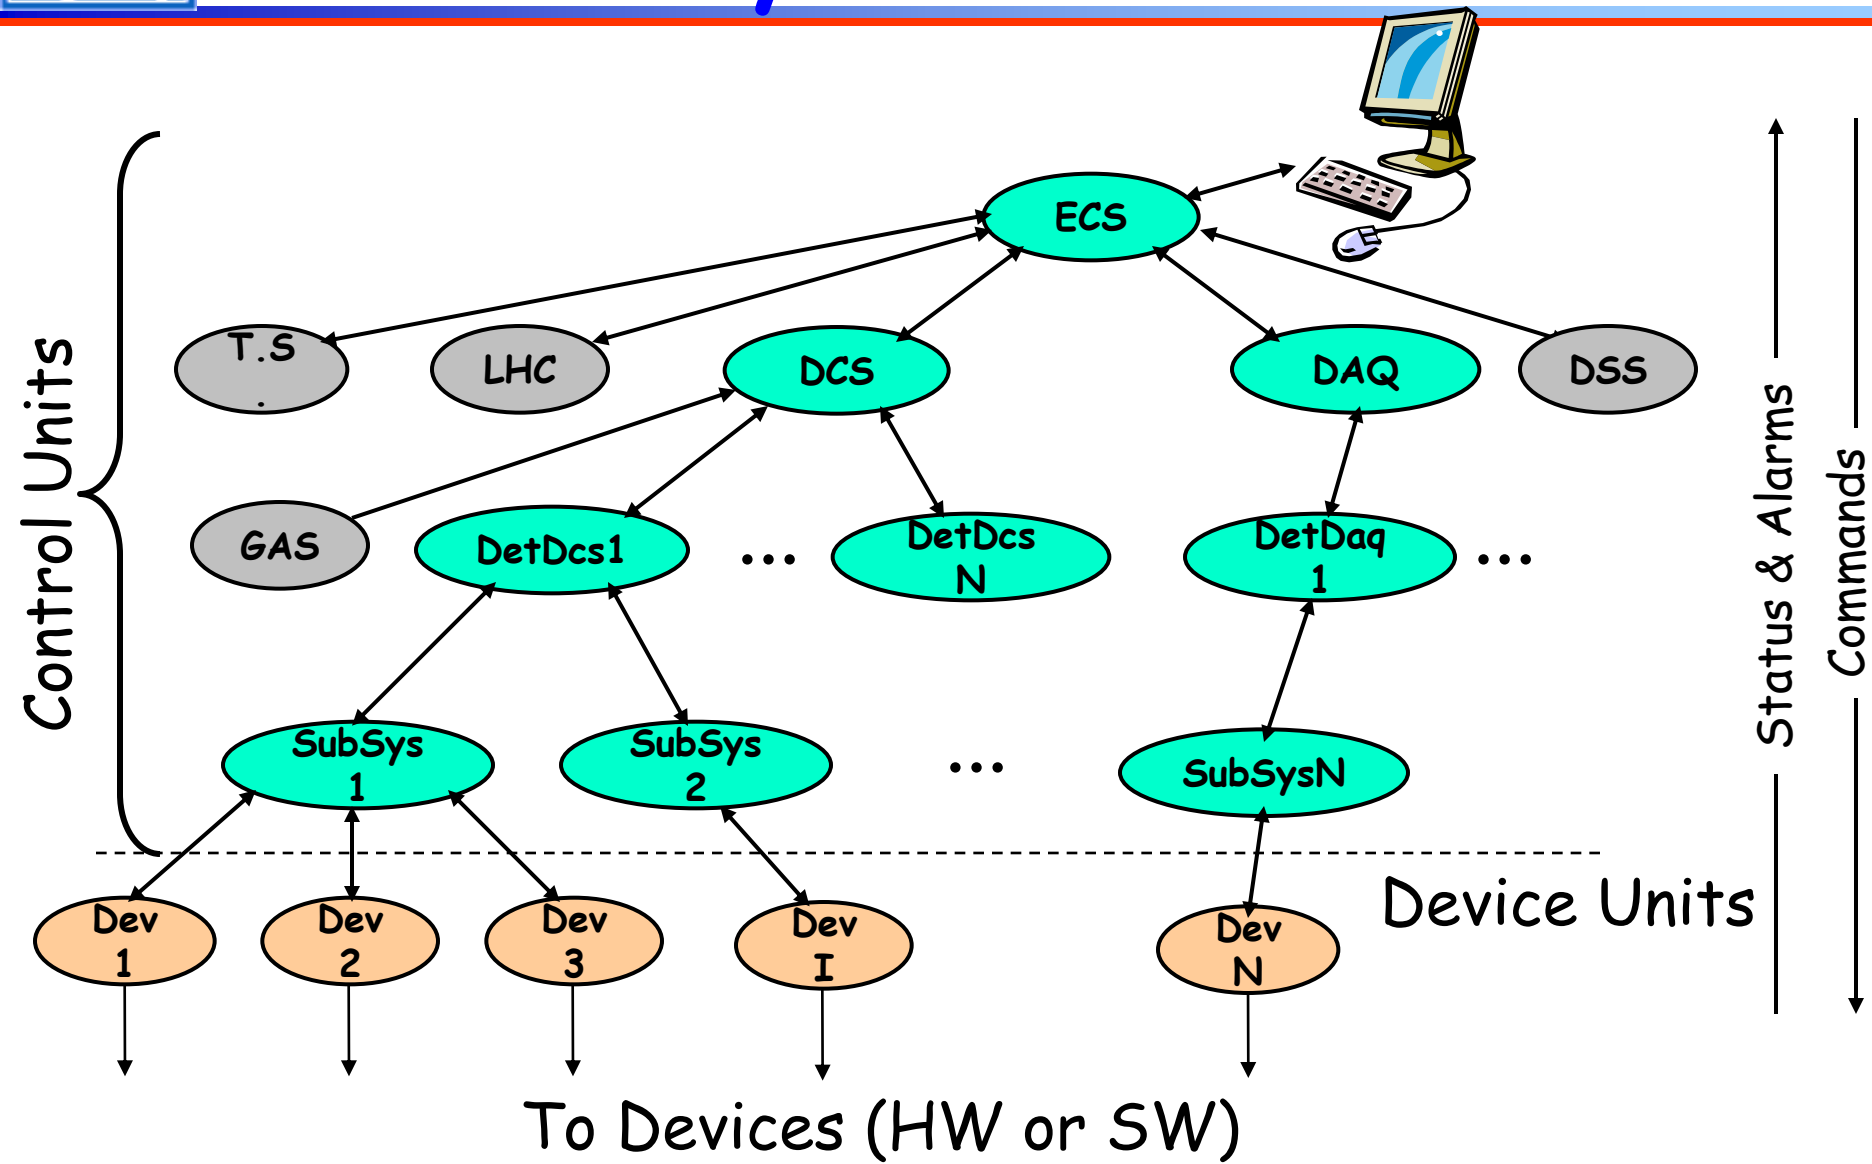 ECS
T.S
.
LHC
DCS
DAQ
DSS
GAS
DetDcs1
...
DetDcs
N
DetDaq
1
...
SubSys
1
SubSys
2
...
SubSysN
Dev
1
Dev
2
Dev
3
Dev
I
Dev
N
Control Units
Device Units
Status & Alarms
Commands
To Devices (HW or SW)